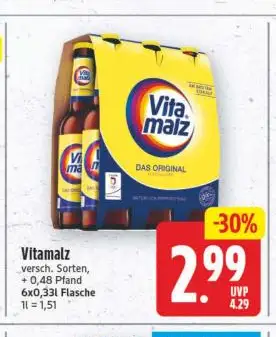 Vita
malz
DAS ORIGINAL
-30%
Vitamalz
versch. Sorten,
+ 0,48 Pfand
6x0,33l Flasche
1l = 1,51
2.99
UVP
4.29